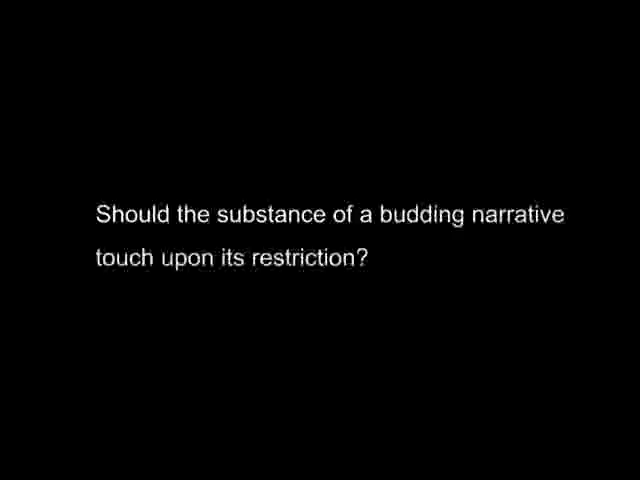 Should the substance of a budding narrative
touch upon its restriction?